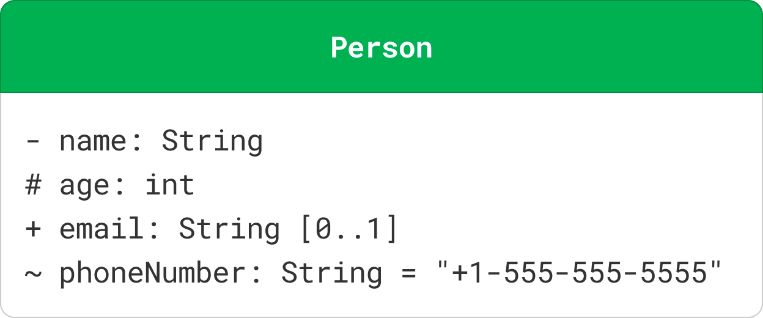 Person
- name: String
# age: int
+ email: String [0..1]
~ phoneNumber: String = "+1-555-555-5555"